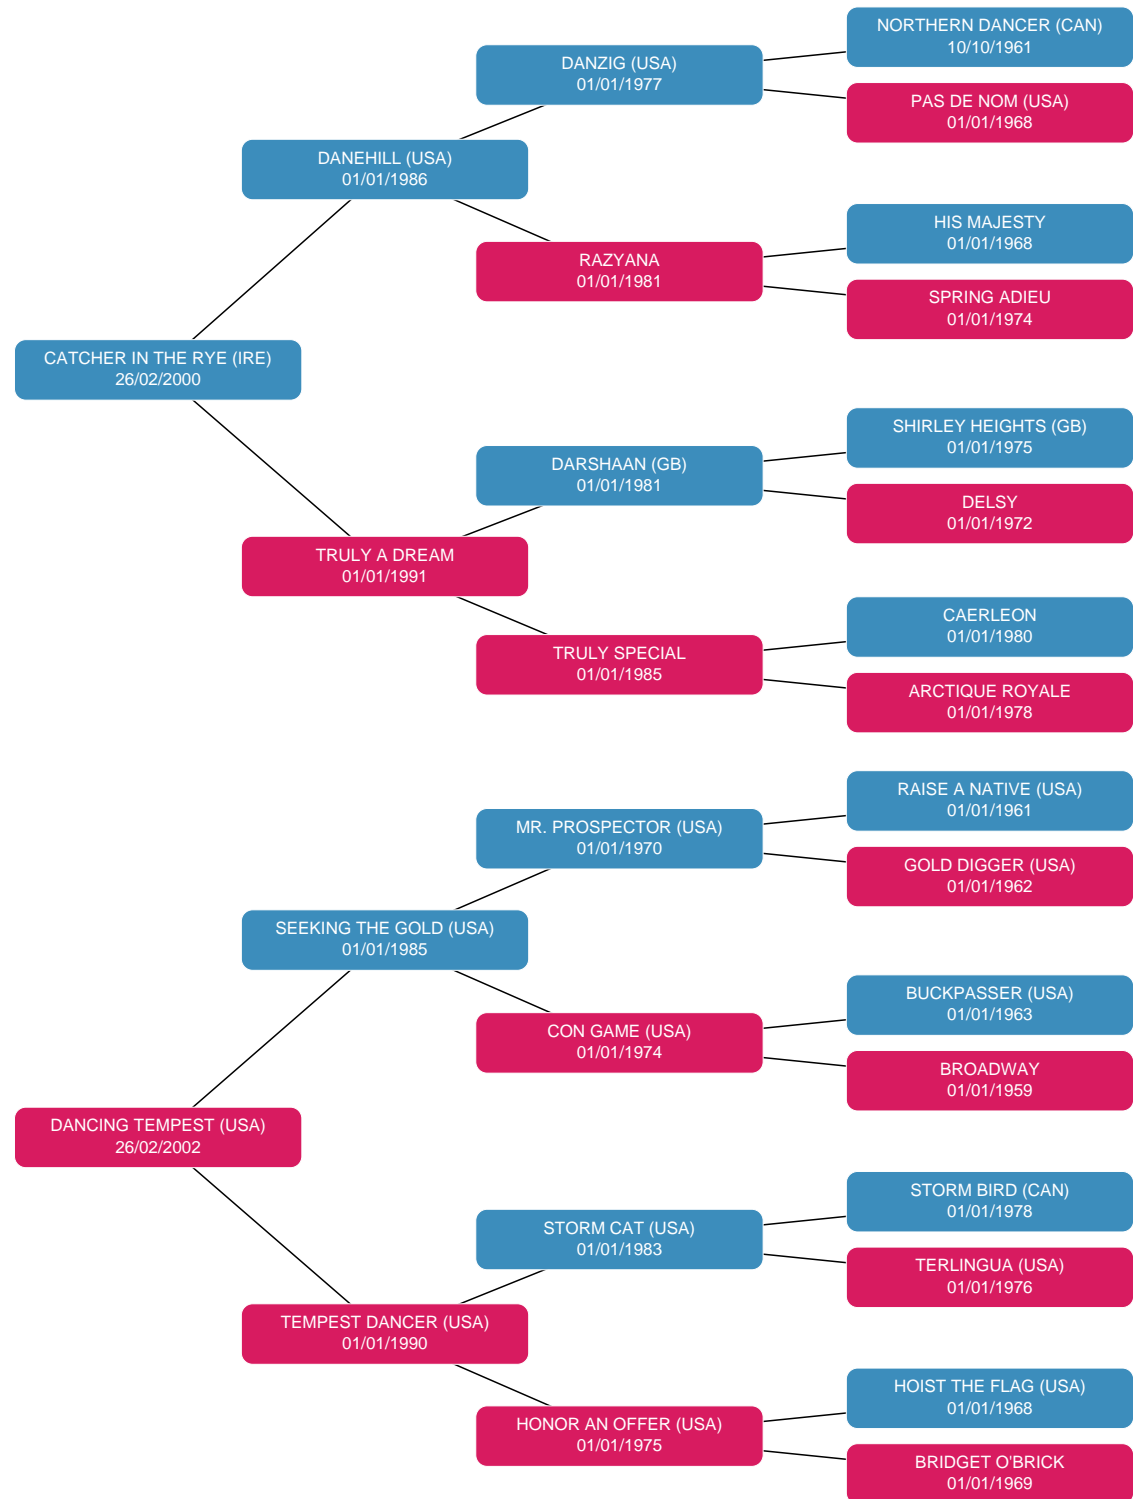 NORTHERN DANCER (CAN)
10/10/1961
DANZIG (USA)
01/01/1977
PAS DE NOM (USA)
01/01/1968
DANEHILL (USA)
01/01/1986
HIS MAJESTY
01/01/1968
RAZYANA
01/01/1981
SPRING ADIEU
01/01/1974
CATCHER IN THE RYE (IRE)
26/02/2000
SHIRLEY HEIGHTS (GB)
01/01/1975
DARSHAAN (GB)
01/01/1981
DELSY
01/01/1972
TRULY A DREAM
01/01/1991
CAERLEON
01/01/1980
TRULY SPECIAL
01/01/1985
ARCTIQUE ROYALE
01/01/1978
RAISE A NATIVE (USA)
01/01/1961
MR. PROSPECTOR (USA)
01/01/1970
GOLD DIGGER (USA)
01/01/1962
SEEKING THE GOLD (USA)
01/01/1985
BUCKPASSER (USA)
01/01/1963
CON GAME (USA)
01/01/1974
BROADWAY
01/01/1959
DANCING TEMPEST (USA)
26/02/2002
STORM BIRD (CAN)
01/01/1978
STORM CAT (USA)
01/01/1983
TERLINGUA (USA)
01/01/1976
TEMPEST DANCER (USA)
01/01/1990
HOIST THE FLAG (USA)
01/01/1968
HONOR AN OFFER (USA)
01/01/1975
BRIDGET O'BRICK
01/01/1969